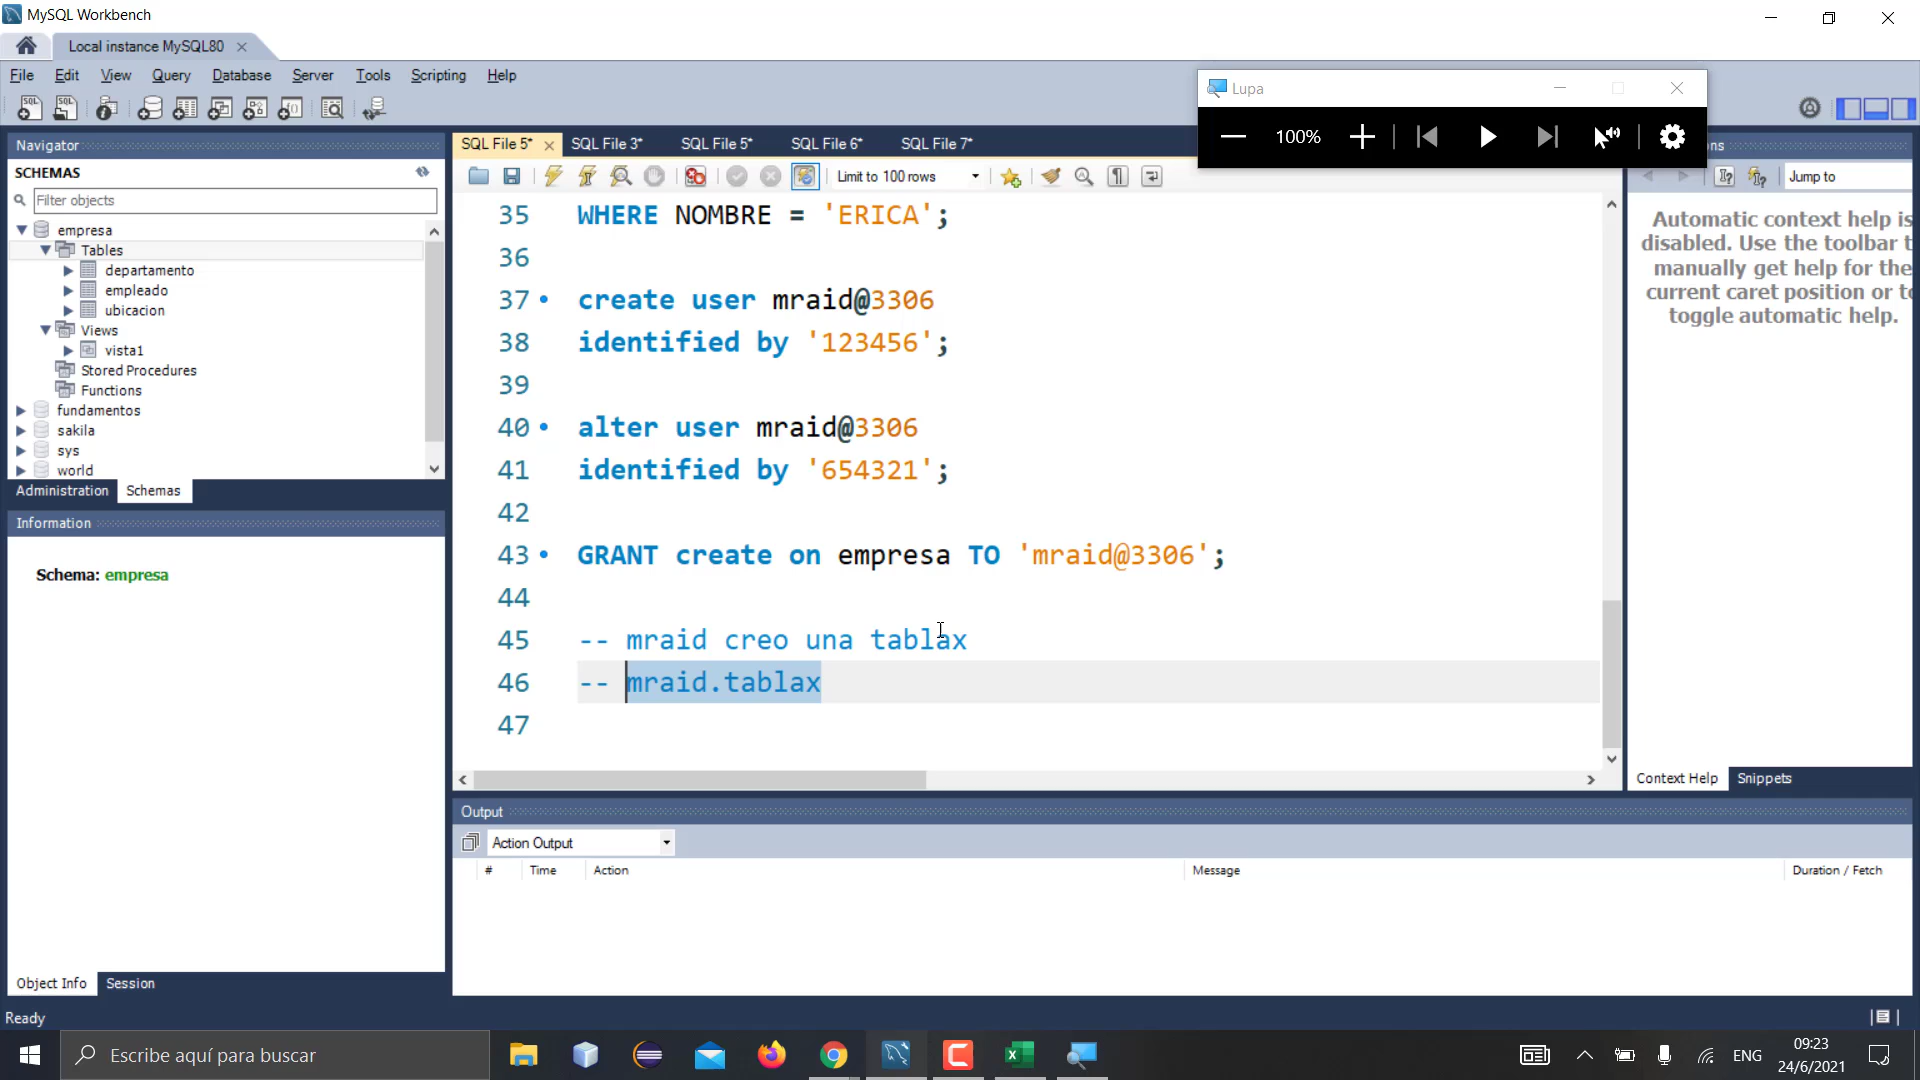 MySQL Workbench
Local instance MySQL80
File Edit View Query Database Server Tools Scripting Help
Lupa
100%
Navigator
SCHEMAS
Filter objects
empresa
Tables
departamento
empleado
ubicacion
Views
vista1
Stored Procedures
Functions
fundamentos
sakila
sys
world
Administration Schemas
Information
Schema: empresa
Object Info Session
Ready
SQL File 5* SQL File 3* SQL File 5* SQL File 6* SQL File 7*
Limit to 100 rows
35 WHERE NOMBRE = 'ERICA';
36
37 create user mraid@3306
38 identified by '123456';
39
40 alter user mraid@3306
41 identified by '654321';
42
43 GRANT create on empresa TO 'mraid@3306';
44
45 -- mraid creo una tablax
46 -- mraid.tablax
47
ons
Jump to
Automatic context help is
disabled. Use the toolbar t
manually get help for the
current caret position or to
toggle automatic help.
Context Help Snippets
Output
Action Output
# Time Action Message Duration / Fetch
Escribe aquí para buscar
ENG
09:23
24/6/2021